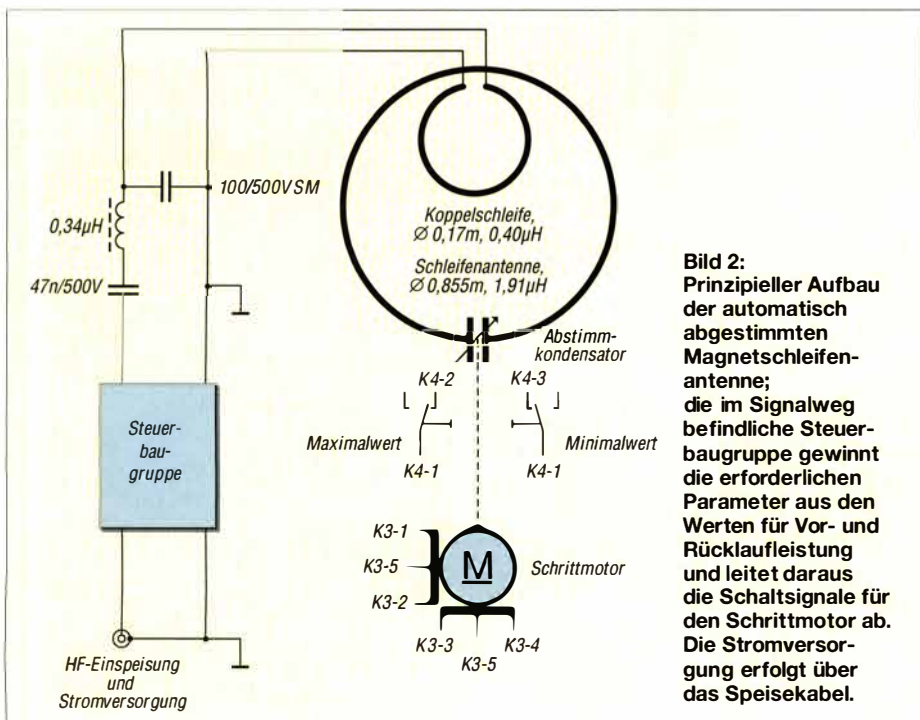 100/500V SM
0,34µH
47n/500V
Koppelschleife,
Ø 0,17m, 0,40µH
Schleifenantenne,
Ø 0,855m, 1,91µH
Abstimm-
kondensator
K4-2
K4-3
Maximalwert
Minimalwert
K4-1
K4-1
Steuer-
bau-
gruppe
K3-1
K3-5
K3-2
M
Schrittmotor
K3-3
K3-4
K3-5
HF-Einspeisung
und
Stromversorgung
Bild 2:
Prinzipieller Aufbau
der automatisch
abgestimmten
Magnetschleifen-
antenne;
die im Signalweg
befindliche Steuer-
baugruppe gewinnt
die erforderlichen
Parameter aus den
Werten für Vor- und
Rücklaufleistung
und leitet daraus
die Schaltsignale für
den Schrittmotor ab.
Die Stromversor-
gung erfolgt über
das Speisekabel.